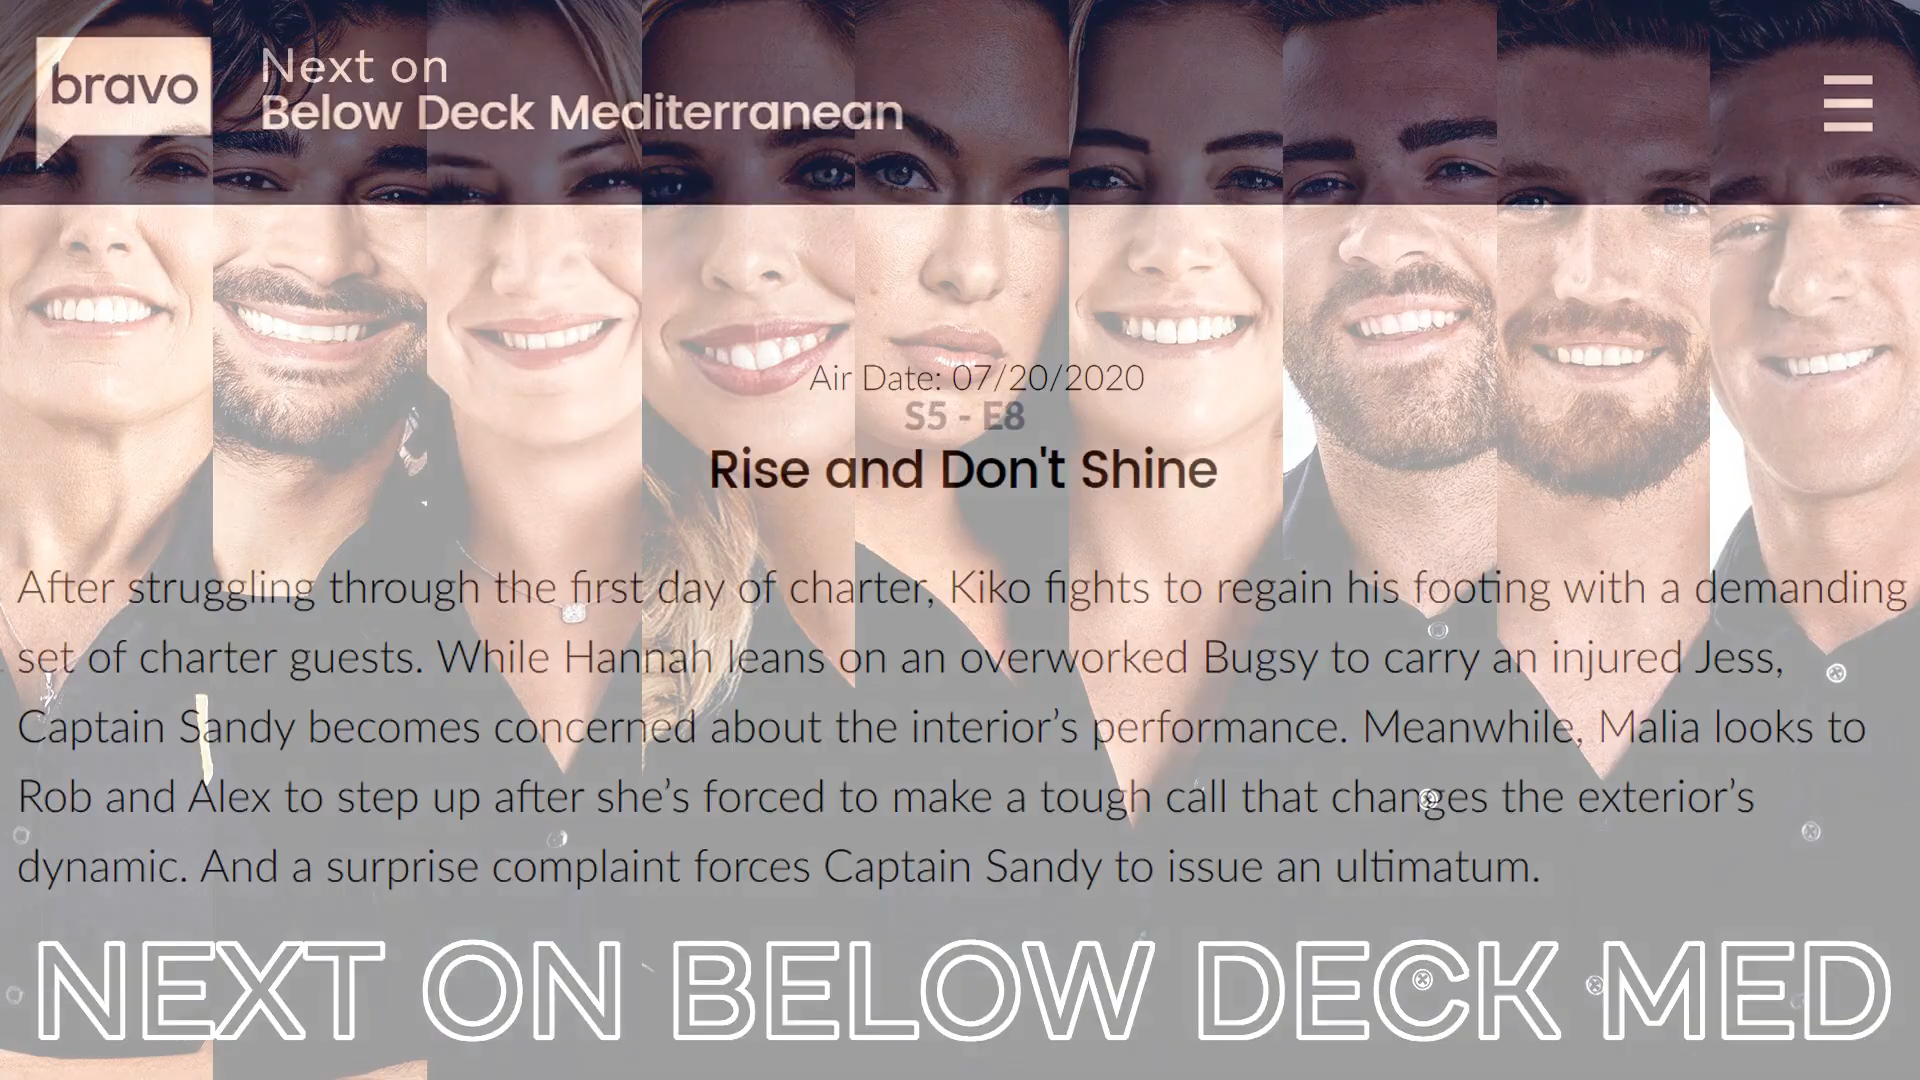 bravo
Next on
Below Deck Mediterranean
Air Date: 07/20/2020
S5 - E8
Rise and Don't Shine
After struggling through the first day of charter, Kiko fights to regain his footing with a demanding
set of charter guests. While Hannah leans on an overworked Bugsy to carry an injured Jess,
Captain Sandy becomes concerned about the interior’s performance. Meanwhile, Malia looks to
Rob and Alex to step up after she’s forced to make a tough call that changes the exterior’s
dynamic. And a surprise complaint forces Captain Sandy to issue an ultimatum.
NEXT ON BELOW DECK MED